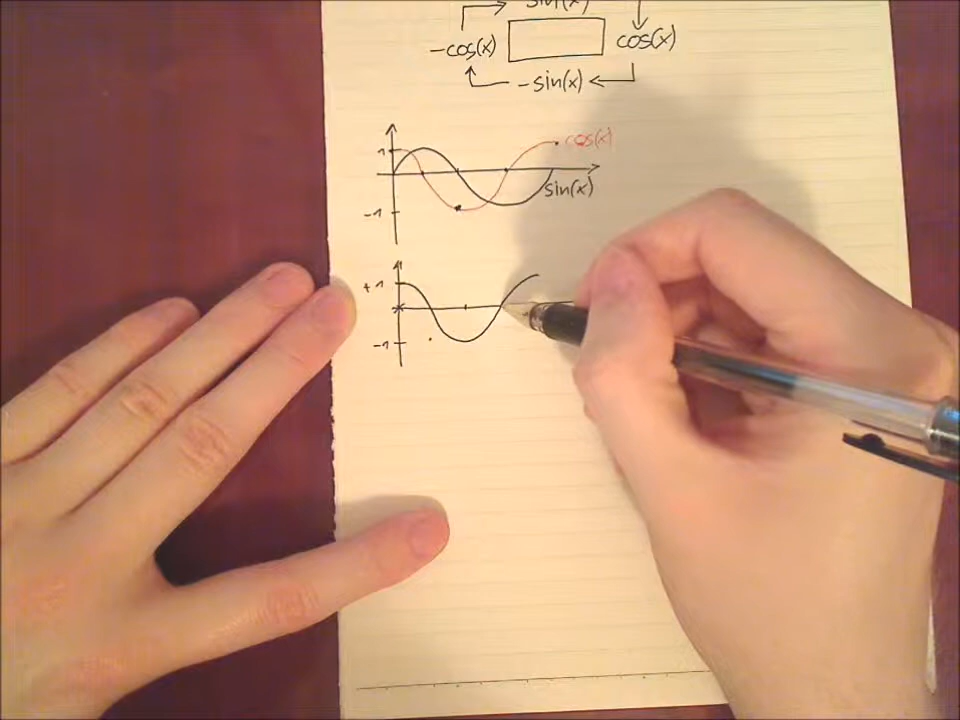 sin(x)
-cos(x) cos(x)
-sin(x)
1 cos(x)
sin(x)
-1
+1
-1